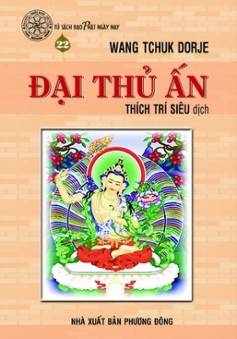 TỦ SÁCH ĐẠO PHẬT NGÀY NAY
22
WANG TCHUK DORJE
ĐẠI THỦ ẤN
THÍCH TRÍ SIÊU dịch
NHÀ XUẤT BẢN PHƯƠNG ĐÔNG